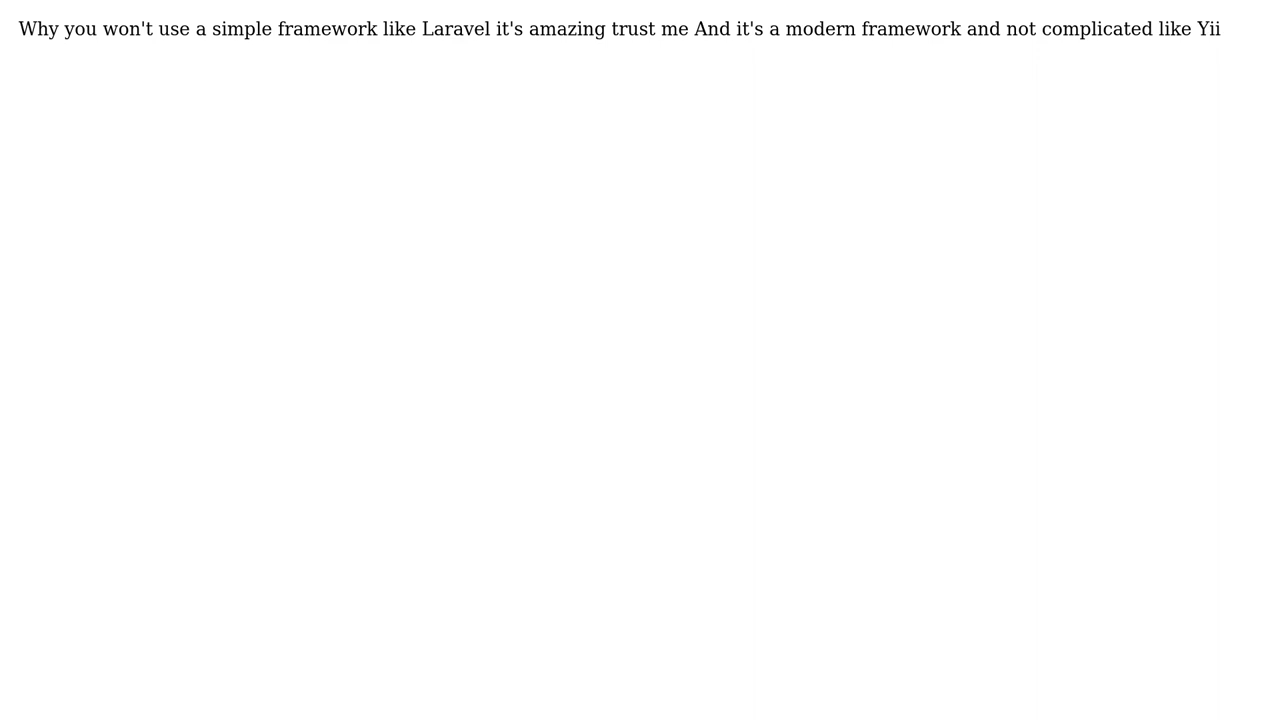 Why you won't use a simple framework like Laravel it's amazing trust me And it's a modern framework and not complicated like Yii